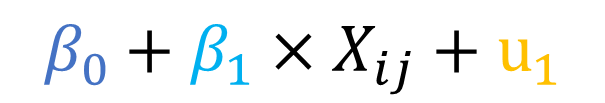 β₀ + β₁ × Xᵢⱼ + u₁